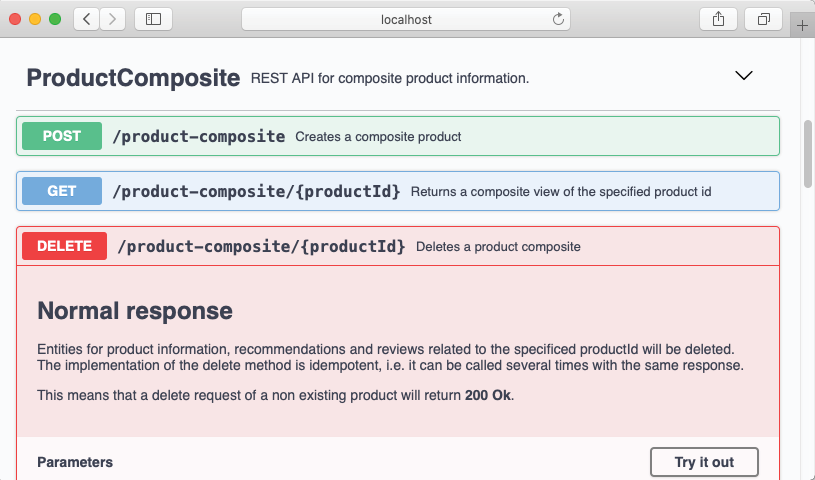 localhost
ProductComposite REST API for composite product information.
POST /product-composite Creates a composite product
GET /product-composite/{productId} Returns a composite view of the specified product id
DELETE /product-composite/{productId} Deletes a product composite
Normal response
Entities for product information, recommendations and reviews related to the specificed productId will be deleted.
The implementation of the delete method is idempotent, i.e. it can be called several times with the same response.
This means that a delete request of a non existing product will return 200 Ok.
Parameters
Try it out